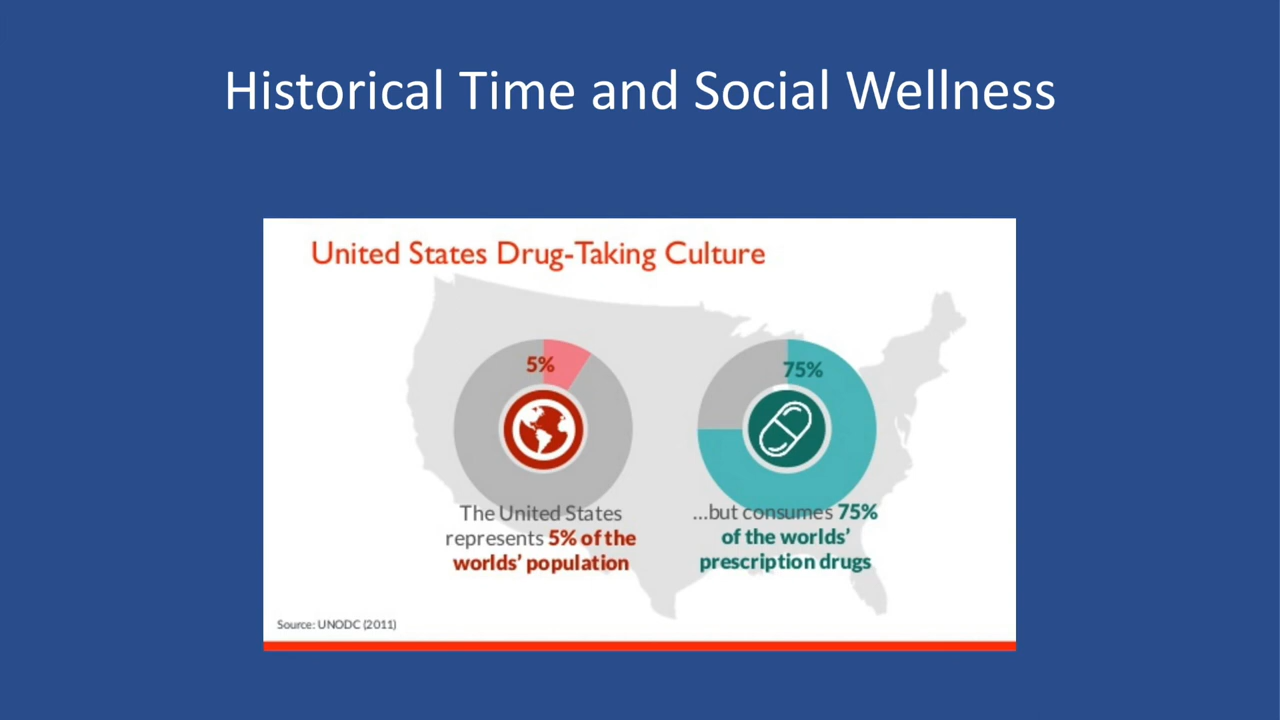 Historical Time and Social Wellness
United States Drug-Taking Culture
5%
75%
The United States
represents 5% of the
worlds’ population
...but consumes 75%
of the worlds’
prescription drugs
Source: UNODC (2011)